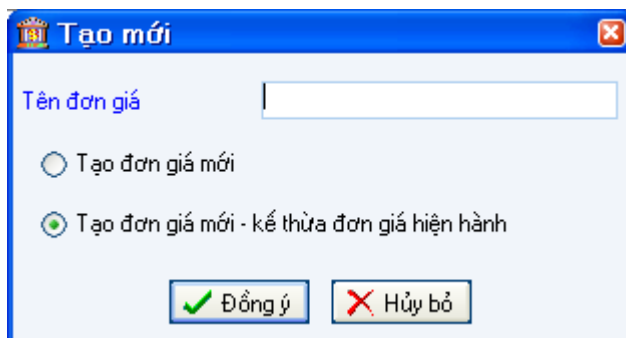 Tạo mới
Tên đơn giá
Tạo đơn giá mới
Tạo đơn giá mới - kế thừa đơn giá hiện hành
Đồng ý
Hủy bỏ